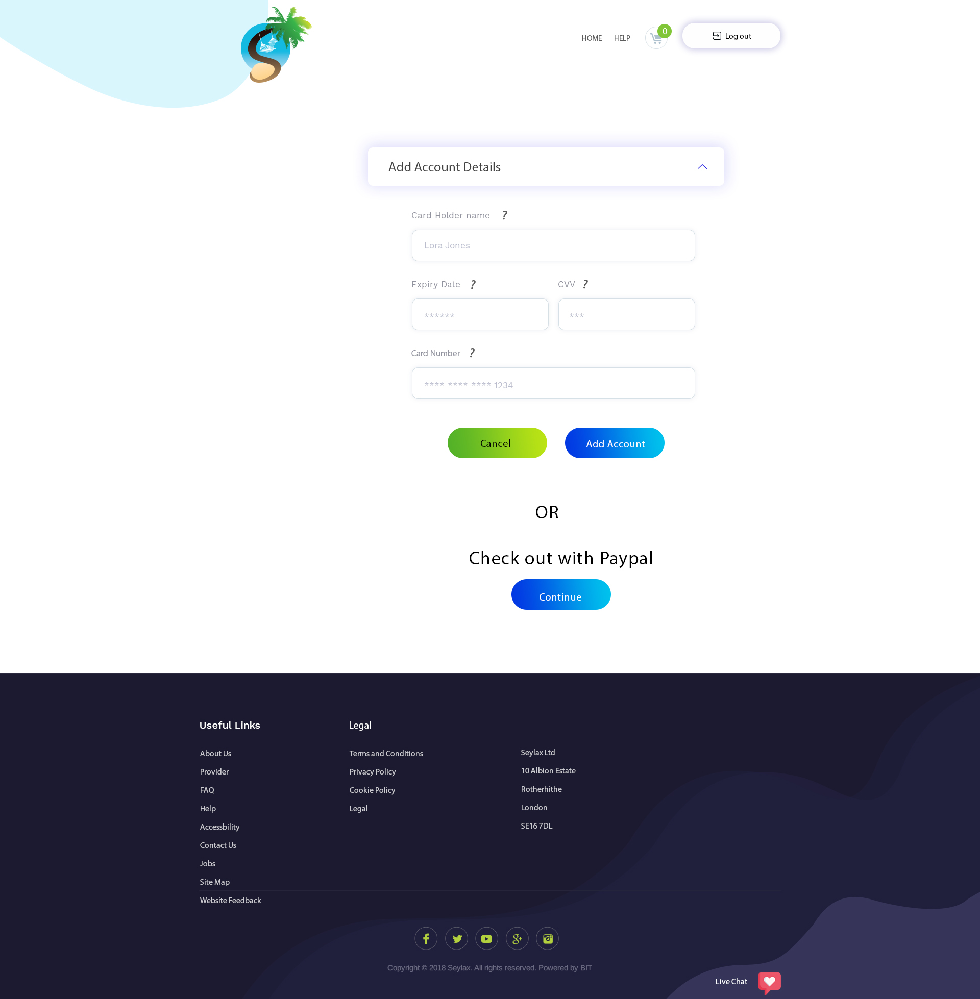 HOME HELP 0 Log out
Add Account Details
Card Holder name ?
Lora Jones
Expiry Date ? CVV ?
****** ***
Card Number ?
**** **** **** 1234
Cancel Add Account
OR
Check out with Paypal
Continue
Useful Links
About Us
Provider
FAQ
Help
Accessbility
Contact Us
Jobs
Site Map
Website Feedback
Legal
Terms and Conditions
Privacy Policy
Cookie Policy
Legal
Seylax Ltd
10 Albion Estate
Rotherhithe
London
SE16 7DL
Copyright © 2018 Seylax. All rights reserved. Powered by BIT
Live Chat